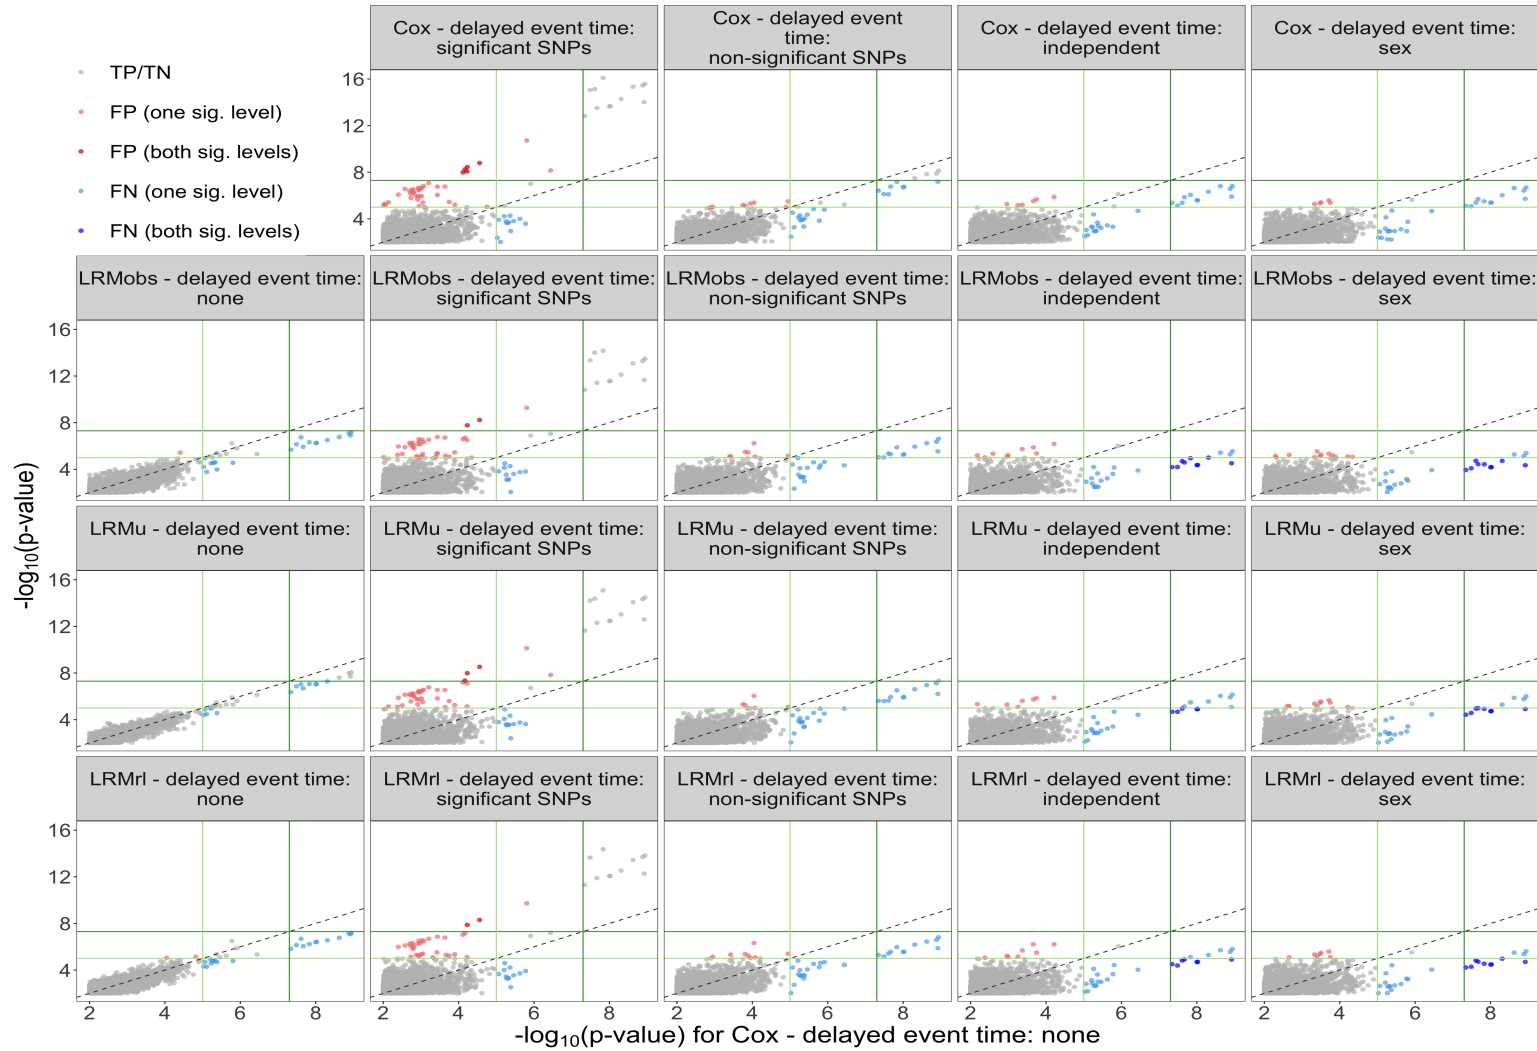 TP/TN
FP (one sig. level)
FP (both sig. levels)
FN (one sig. level)
FN (both sig. levels)
Cox - delayed event time:
significant SNPs
Cox - delayed event
time:
non-significant SNPs
Cox - delayed event time:
independent
Cox - delayed event time:
sex
16
12
8
4
LRMobs - delayed event time:
none
LRMobs - delayed event time:
significant SNPs
LRMobs - delayed event time:
non-significant SNPs
LRMobs - delayed event time:
independent
LRMobs - delayed event time:
sex
16
12
8
4
LRMu - delayed event time:
none
LRMu - delayed event time:
significant SNPs
LRMu - delayed event time:
non-significant SNPs
LRMu - delayed event time:
independent
LRMu - delayed event time:
sex
16
12
8
4
LRMrl - delayed event time:
none
LRMrl - delayed event time:
significant SNPs
LRMrl - delayed event time:
non-significant SNPs
LRMrl - delayed event time:
independent
LRMrl - delayed event time:
sex
16
12
8
4
2 4 6 8 2 4 6 8 2 4 6 8 2 4 6 8 2 4 6 8
-log₁₀(p-value)
-log₁₀(p-value) for Cox - delayed event time: none